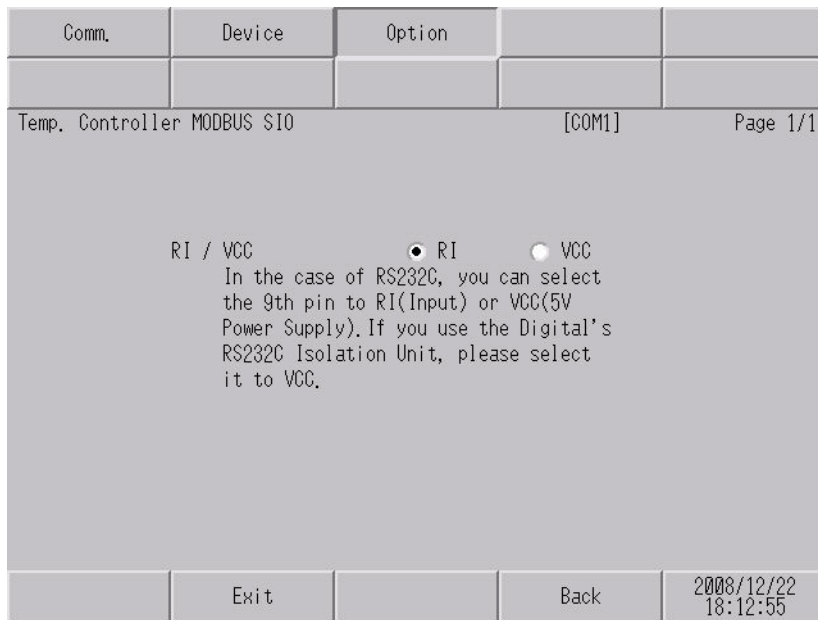 Comm. Device Option
Temp. Controller MODBUS SIO [COM1] Page 1/1
RI / VCC RI VCC
In the case of RS232C, you can select
the 9th pin to RI(Input) or VCC(5V
Power Supply).If you use the Digital's
RS232C Isolation Unit, please select
it to VCC.
Exit Back 2008/12/22
18:12:55